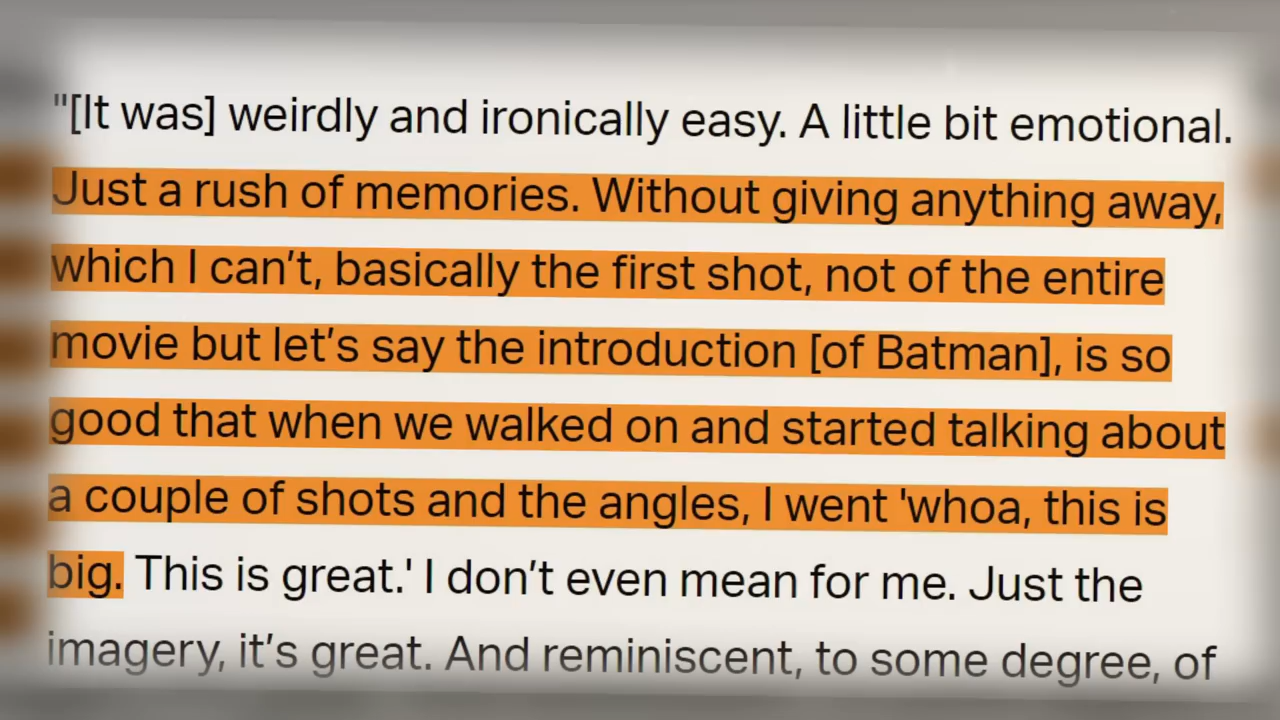 "[It was] weirdly and ironically easy. A little bit emotional.
Just a rush of memories. Without giving anything away,
which I can’t, basically the first shot, not of the entire
movie but let’s say the introduction [of Batman], is so
good that when we walked on and started talking about
a couple of shots and the angles, I went 'whoa, this is
big. This is great.' I don’t even mean for me. Just the
imagery, it’s great. And reminiscent, to some degree, of